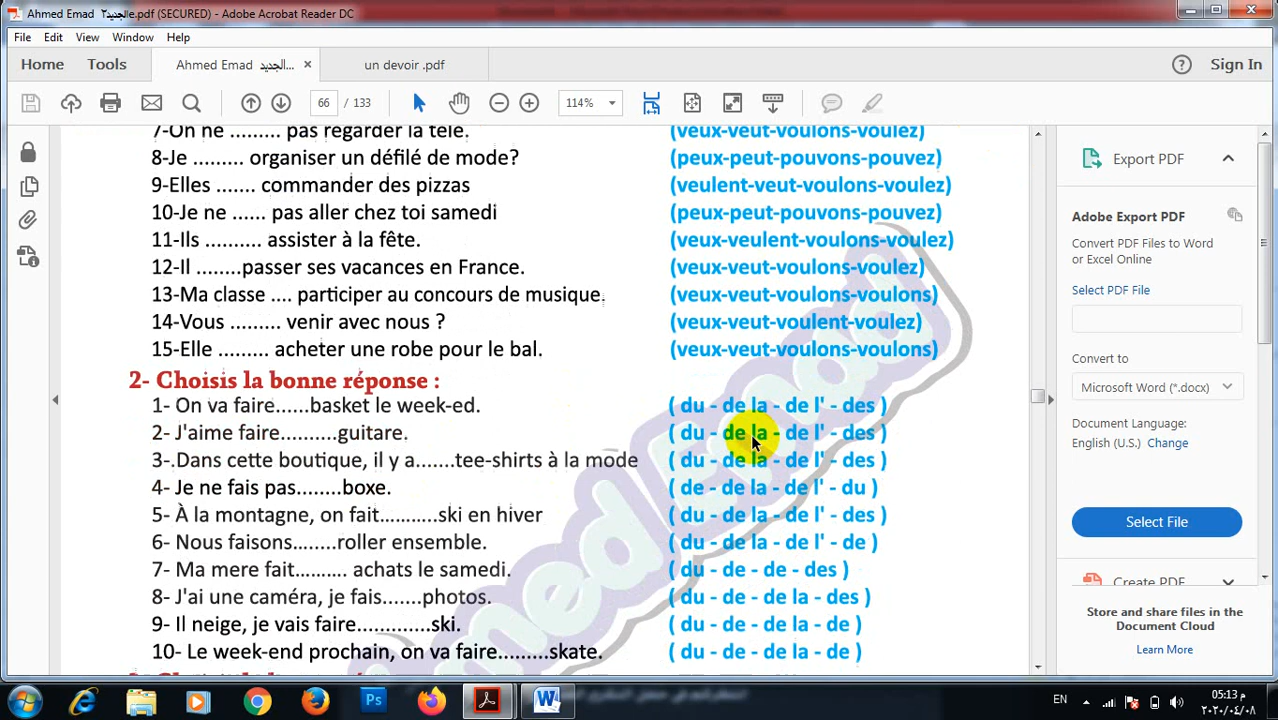 Ahmed Emad الجديد٢e.pdf (SECURED) - Adobe Acrobat Reader DC
File Edit View Window Help
Home Tools Ahmed Emad الجديد... × un devoir .pdf Sign In
66 / 133 114%
7-On ne ......... pas regarder la télé. (veux-veut-voulons-voulez)
8-Je ......... organiser un défilé de mode? (peux-peut-pouvons-pouvez)
9-Elles ....... commander des pizzas (veulent-veut-voulons-voulez)
10-Je ne ...... pas aller chez toi samedi (peux-peut-pouvons-pouvez)
11-Ils .......... assister à la fête. (veux-veulent-voulons-voulez)
12-Il ........passer ses vacances en France. (veux-veut-voulons-voulez)
13-Ma classe .... participer au concours de musique. (veux-veut-voulons-voulons)
14-Vous ......... venir avec nous ? (veux-veut-voulent-voulez)
15-Elle ......... acheter une robe pour le bal. (veux-veut-voulons-voulons)
2- Choisis la bonne réponse :
1- On va faire......basket le week-ed. ( du - de la - de l' - des )
2- J'aime faire..........guitare. ( du - de la - de l' - des )
3- Dans cette boutique, il y a.......tee-shirts à la mode ( du - de la - de l' - des )
4- Je ne fais pas........boxe. ( de - de la - de l' - du )
5- À la montagne, on fait...........ski en hiver ( du - de la - de l' - des )
6- Nous faisons........roller ensemble. ( du - de la - de l' - de )
7- Ma mere fait.......... achats le samedi. ( du - de - de - des )
8- J'ai une caméra, je fais.......photos. ( du - de - de la - des )
9- Il neige, je vais faire.............ski. ( du - de - de la - de )
10- Le week-end prochain, on va faire.........skate. ( du - de - de la - de )
Export PDF
Adobe Export PDF
Convert PDF Files to Word
or Excel Online
Select PDF File
Convert to
Microsoft Word (*.docx)
Document Language:
English (U.S.) Change
Select File
Create PDF
Store and share files in the
Document Cloud
Learn More
Ps
W
EN
05:13 م
٢٠٢٠/٠٤/٠٨